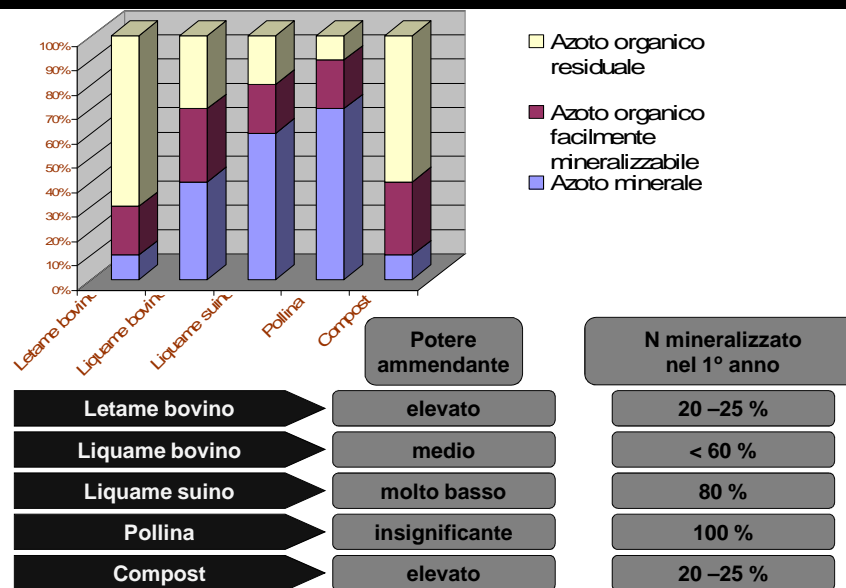 100%
90%
80%
70%
60%
50%
40%
30%
20%
10%
0%
Letame bovino
Liquame bovino
Liquame suino
Pollina
Compost
Azoto organico
residuale
Azoto organico
facilmente
mineralizzabile
Azoto minerale
Potere
ammendante
N mineralizzato
nel 1° anno
Letame bovino
elevato
20 –25 %
Liquame bovino
medio
< 60 %
Liquame suino
molto basso
80 %
Pollina
insignificante
100 %
Compost
elevato
20 –25 %